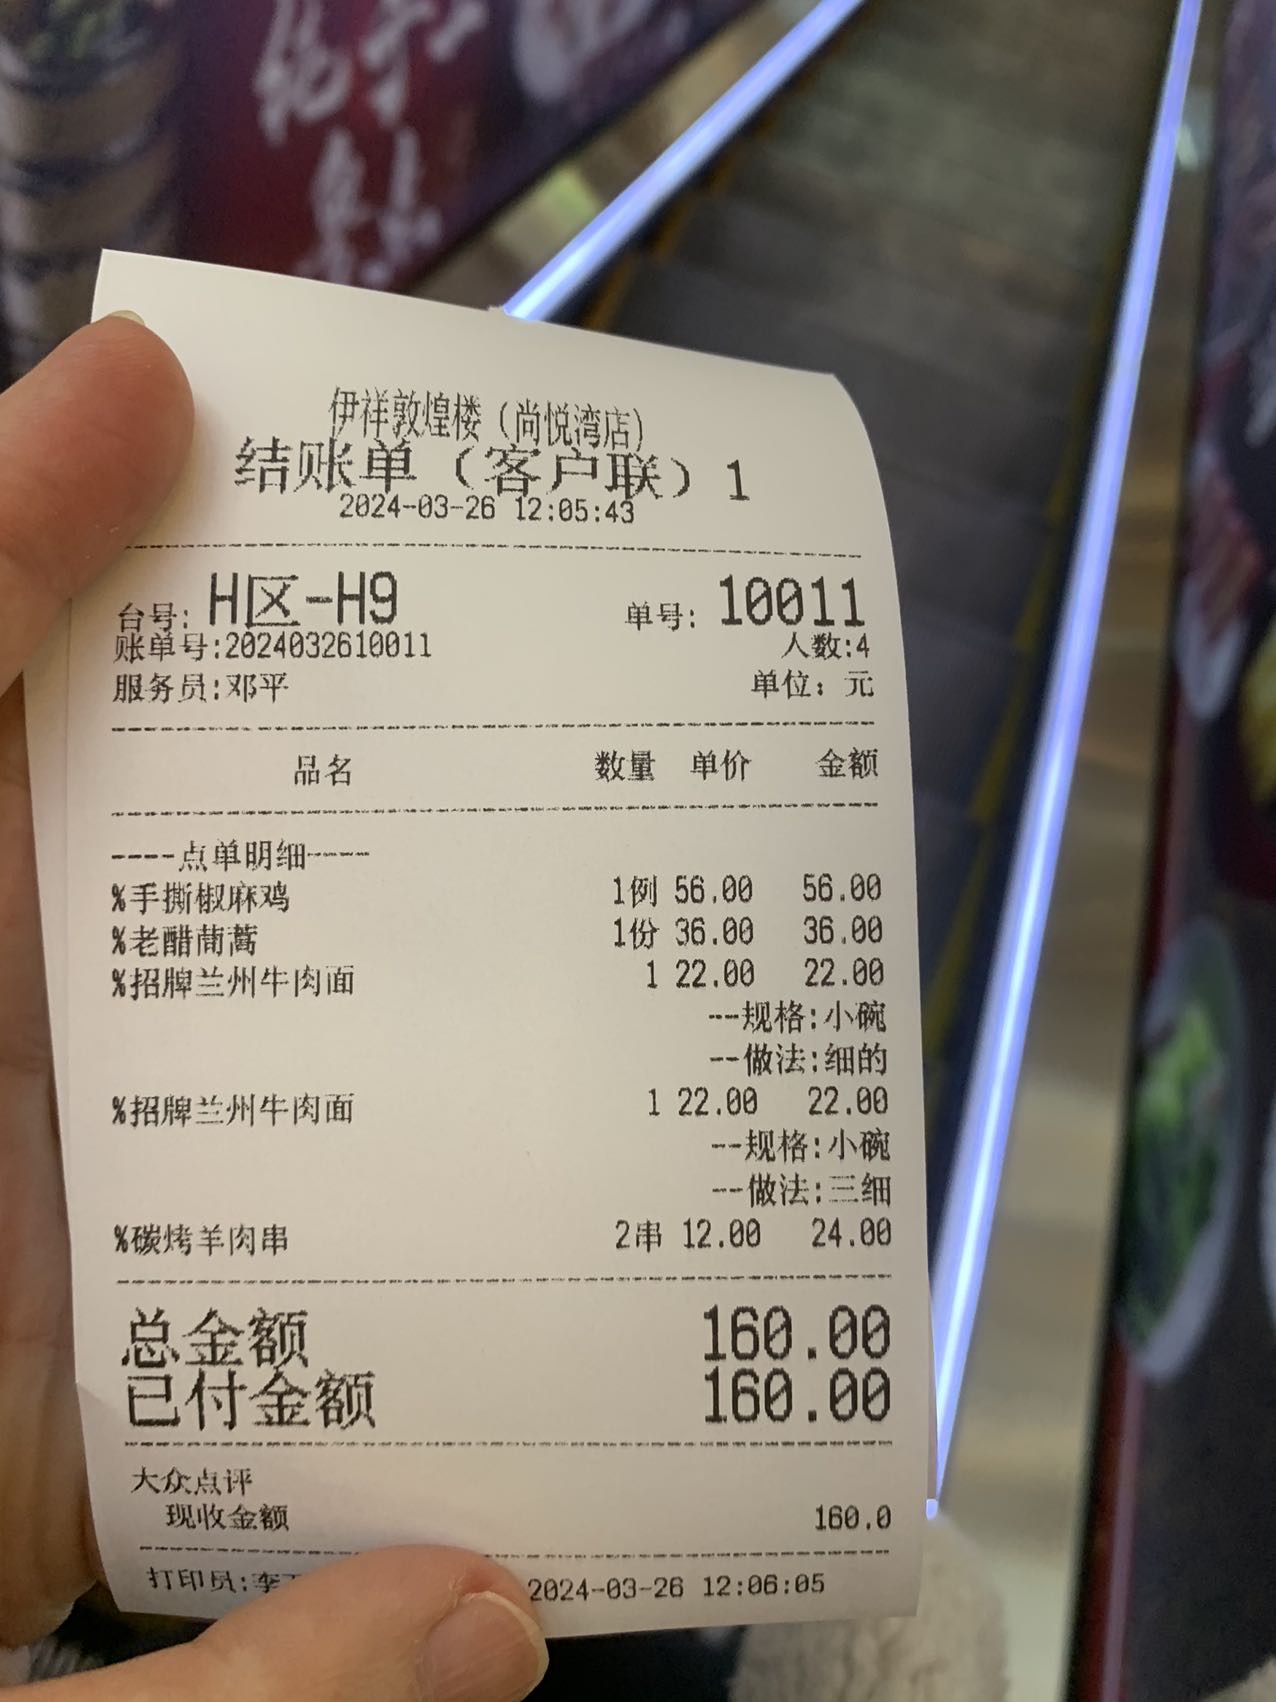 伊祥敦煌楼（尚悦湾店）
结账单（客户联）1
2024-03-26 12:05:43
台号: H区-H9 单号: 10011
账单号:2024032610011 人数:4
服务员:邓平 单位：元
品名 数量 单价 金额
----点单明细----
%手撕椒麻鸡 1例 56.00 56.00
%老醋茼蒿 1份 36.00 36.00
%招牌兰州牛肉面 1 22.00 22.00
--规格:小碗
--做法:细的
%招牌兰州牛肉面 1 22.00 22.00
--规格:小碗
--做法:三细
%碳烤羊肉串 2串 12.00 24.00
总金额 160.00
已付金额 160.00
大众点评
现收金额 160.0
打印员:李 2024-03-26 12:06:05